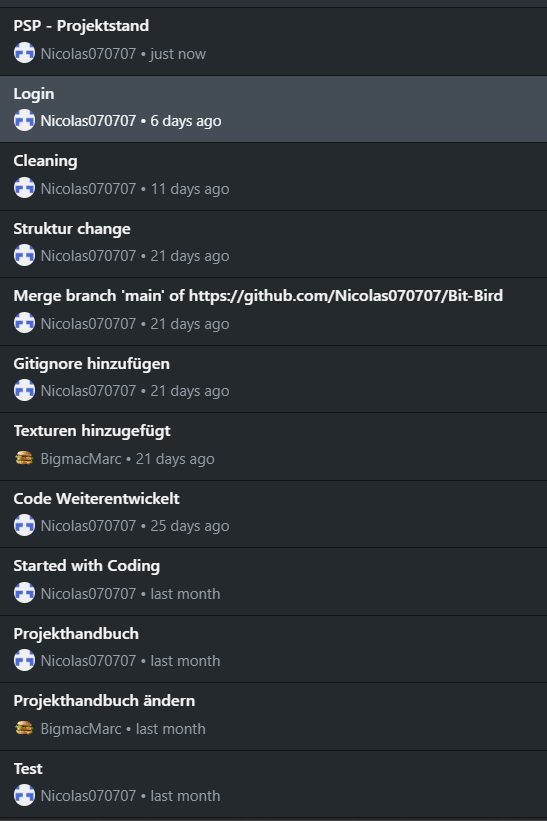 PSP - Projektstand
Nicolas070707 • just now
Login
Nicolas070707 • 6 days ago
Cleaning
Nicolas070707 • 11 days ago
Struktur change
Nicolas070707 • 21 days ago
Merge branch 'main' of https://github.com/Nicolas070707/Bit-Bird
Nicolas070707 • 21 days ago
Gitignore hinzufügen
Nicolas070707 • 21 days ago
Texturen hinzugefügt
BigmacMarc • 21 days ago
Code Weiterentwickelt
Nicolas070707 • 25 days ago
Started with Coding
Nicolas070707 • last month
Projekthandbuch
Nicolas070707 • last month
Projekthandbuch ändern
BigmacMarc • last month
Test
Nicolas070707 • last month